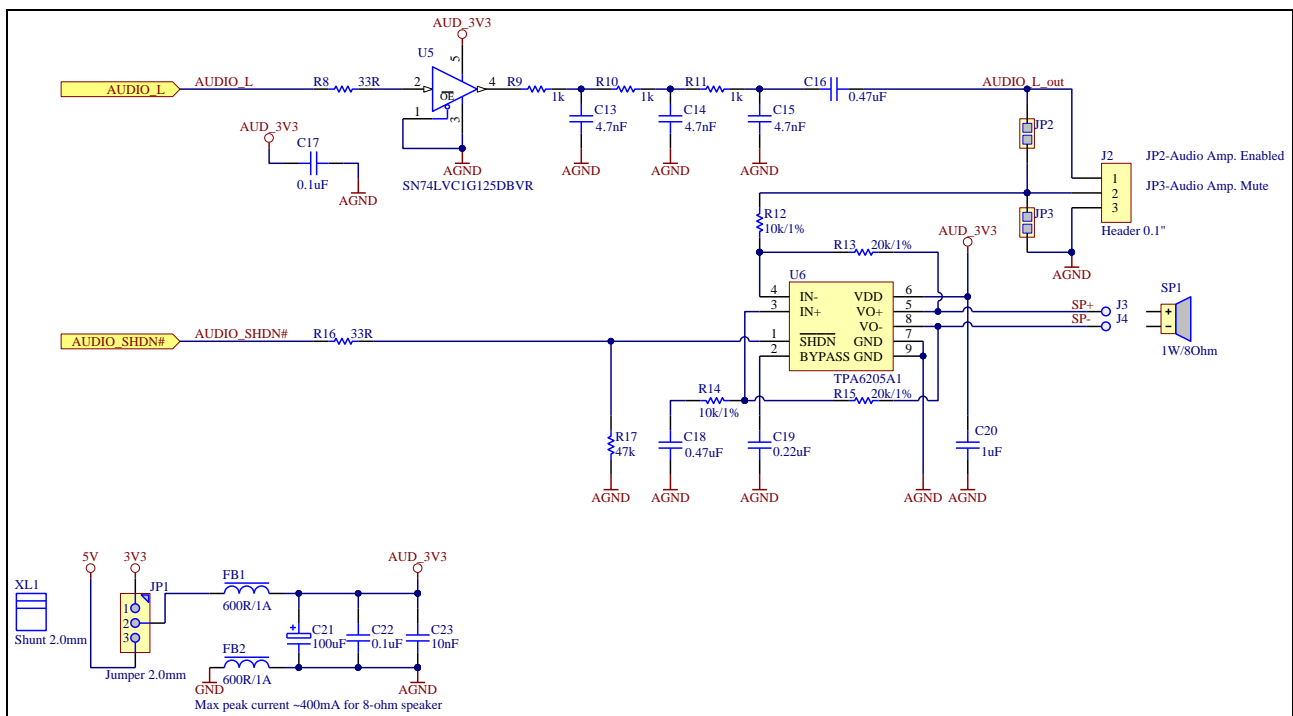 AUD_3V3
U5
AUDIO_L
AUDIO_L
R8
33R
2
5
OE
4
1
3
R9
1k
R10
1k
R11
1k
C16
0.47uF
AUDIO_L_out
C13
4.7nF
C14
4.7nF
C15
4.7nF
AUD_3V3
C17
0.1uF
AGND
AGND
SN74LVC1G125DBVR
AGND
AGND
AGND
JP2
JP3
J2
1
2
3
Header 0.1"
AGND
JP2-Audio Amp. Enabled
JP3-Audio Amp. Mute
R12
10k/1%
R13
20k/1%
AUD_3V3
U6
4
IN-
VDD
6
3
IN+
VO+
5
VO-
8
1
SHDN
GND
7
2
BYPASS
GND
9
TPA6205A1
SP+
J3
SP-
J4
SP1
1W/8Ohm
AUDIO_SHDN#
AUDIO_SHDN#
R16
33R
R14
10k/1%
R15
20k/1%
R17
47k
C18
0.47uF
C19
0.22uF
C20
1uF
AGND
AGND
AGND
AGND
AGND
XL1
Shunt 2.0mm
5V
3V3
JP1
1
2
3
Jumper 2.0mm
FB1
600R/1A
FB2
600R/1A
GND
AUD_3V3
C21
100uF
C22
0.1uF
C23
10nF
AGND
Max peak current ~400mA for 8-ohm speaker